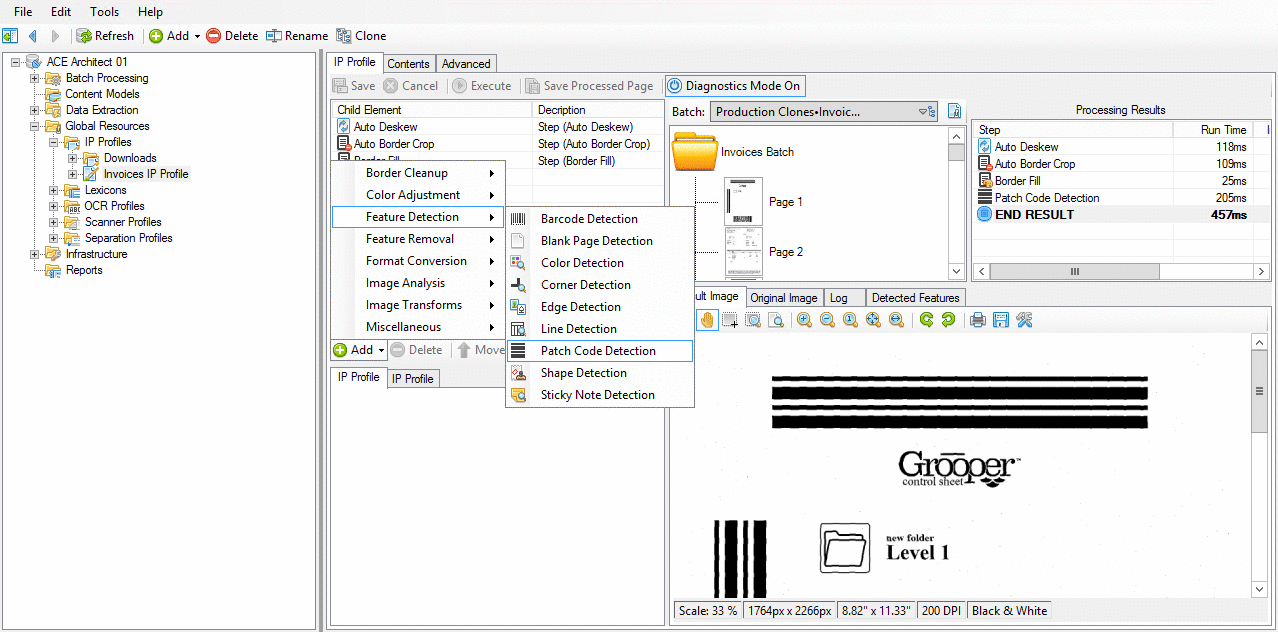 File Edit Tools Help
Refresh Add Delete Rename Clone
ACE Architect 01
Batch Processing
Content Models
Data Extraction
Global Resources
IP Profiles
Downloads
Invoices IP Profile
Lexicons
OCR Profiles
Scanner Profiles
Separation Profiles
Infrastructure
Reports
IP Profile Contents Advanced
Save Cancel Execute Save Processed Page Diagnostics Mode On
Child Element Decription
Auto Deskew Step (Auto Deskew)
Auto Border Crop Step (Auto Border Crop)
Border Fill Step (Border Fill)
Border Cleanup
Color Adjustment
Feature Detection
Feature Removal
Format Conversion
Image Analysis
Image Transforms
Miscellaneous
Barcode Detection
Blank Page Detection
Color Detection
Corner Detection
Edge Detection
Line Detection
Patch Code Detection
Shape Detection
Sticky Note Detection
Add Delete Move
IP Profile IP Profile
Batch: Production Clones•Invoic...
Invoices Batch
Page 1
Page 2
Processing Results
Step Run Time
Auto Deskew 118ms
Auto Border Crop 109ms
Border Fill 25ms
Patch Code Detection 205ms
END RESULT 457ms
ult Image Original Image Log Detected Features
Grooper™
control sheet
new folder
Level 1
Scale: 33 % 1764px x 2266px 8.82" x 11.33" 200 DPI Black & White